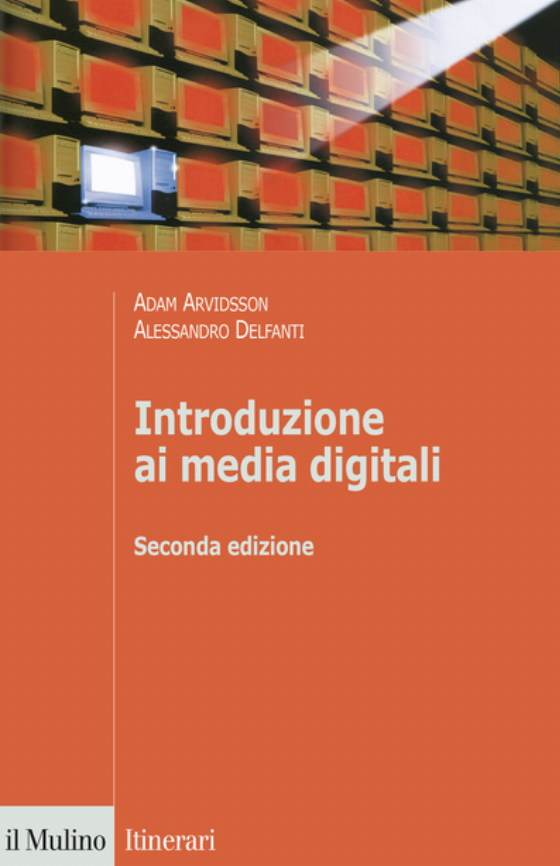 Adam Arvidsson
Alessandro Delfanti
Introduzione
ai media digitali
Seconda edizione
il Mulino
Itinerari